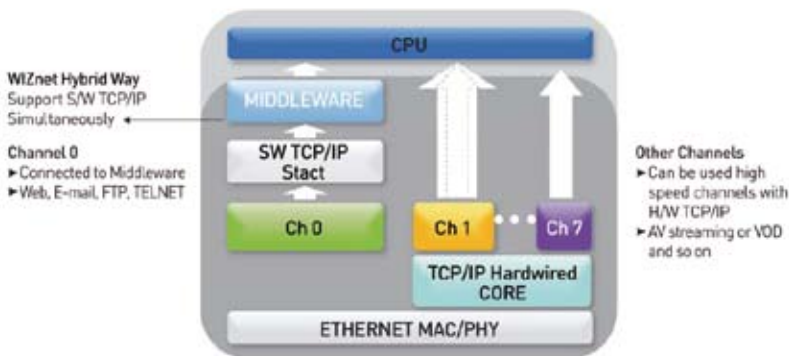 CPU
WIZnet Hybrid Way
Support S/W TCP/IP
Simultaneously
MIDDLEWARE
Channel 0
►Connected to Middleware
►Web, E-mail, FTP, TELNET
SW TCP/IP
Stact
Ch 0
Ch 1
Ch 7
TCP/IP Hardwired
CORE
ETHERNET MAC/PHY
Other Channels
►Can be used high
speed channels with
H/W TCP/IP
►AV streaming or VOD
and so on